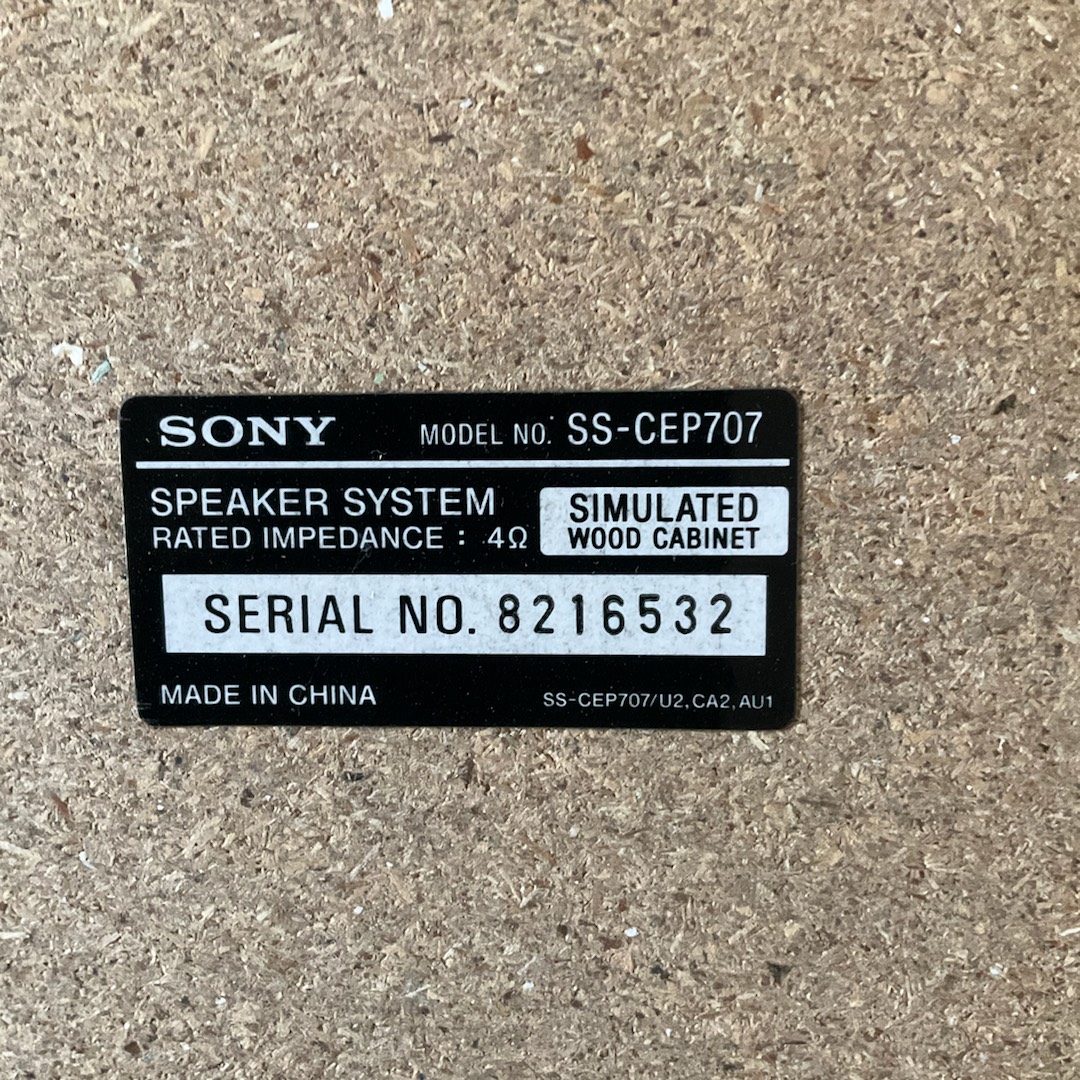 SONY MODEL NO. SS-CEP707
SPEAKER SYSTEM
RATED IMPEDANCE : 4Ω
SIMULATED
WOOD CABINET
SERIAL NO. 8216532
MADE IN CHINA
SS-CEP707/U2, CA2, AU1